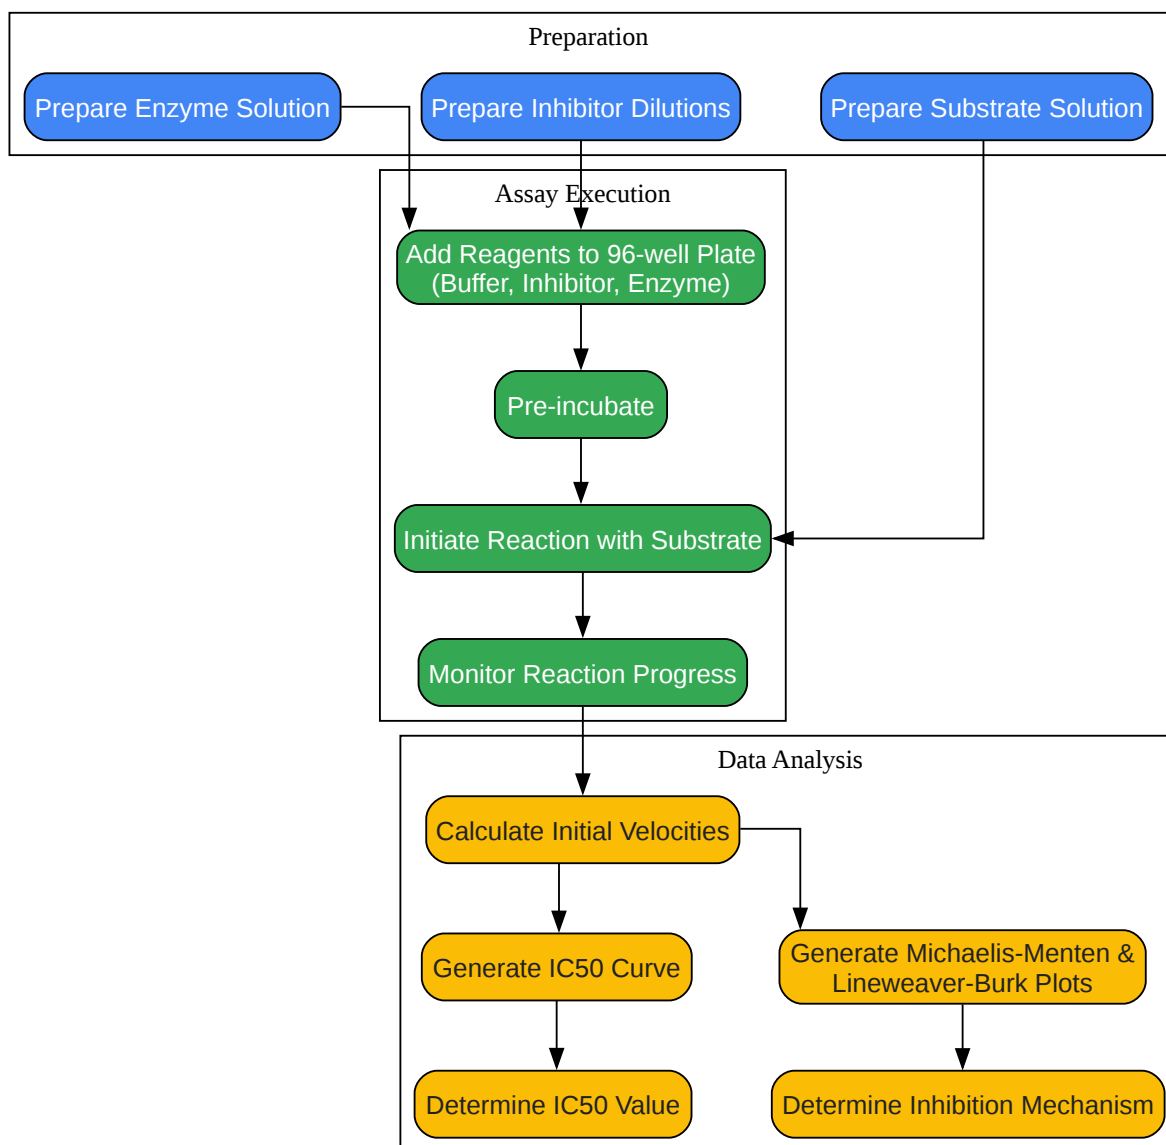 Preparation
Prepare Enzyme Solution
Prepare Inhibitor Dilutions
Prepare Substrate Solution
Assay Execution
Add Reagents to 96-well Plate
(Buffer, Inhibitor, Enzyme)
Pre-incubate
Initiate Reaction with Substrate
Monitor Reaction Progress
Data Analysis
Calculate Initial Velocities
Generate IC50 Curve
Generate Michaelis-Menten &
Lineweaver-Burk Plots
Determine IC50 Value
Determine Inhibition Mechanism